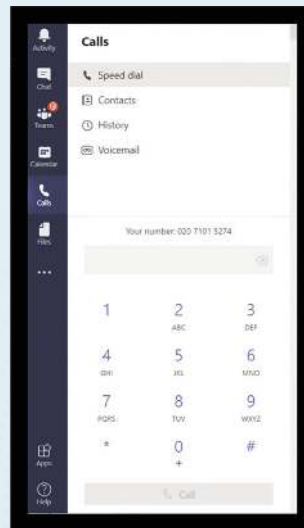 Activity
Chat
Teams
Calendar
Calls
Files
...
Apps
Help
Calls
Speed dial
Contacts
History
Voicemail
Your number: 020 7101 5274
1
2
ABC
3
DEF
4
GHI
5
JKL
6
MNO
7
PQRS
8
TUV
9
WXYZ
*
0
+
#
Call